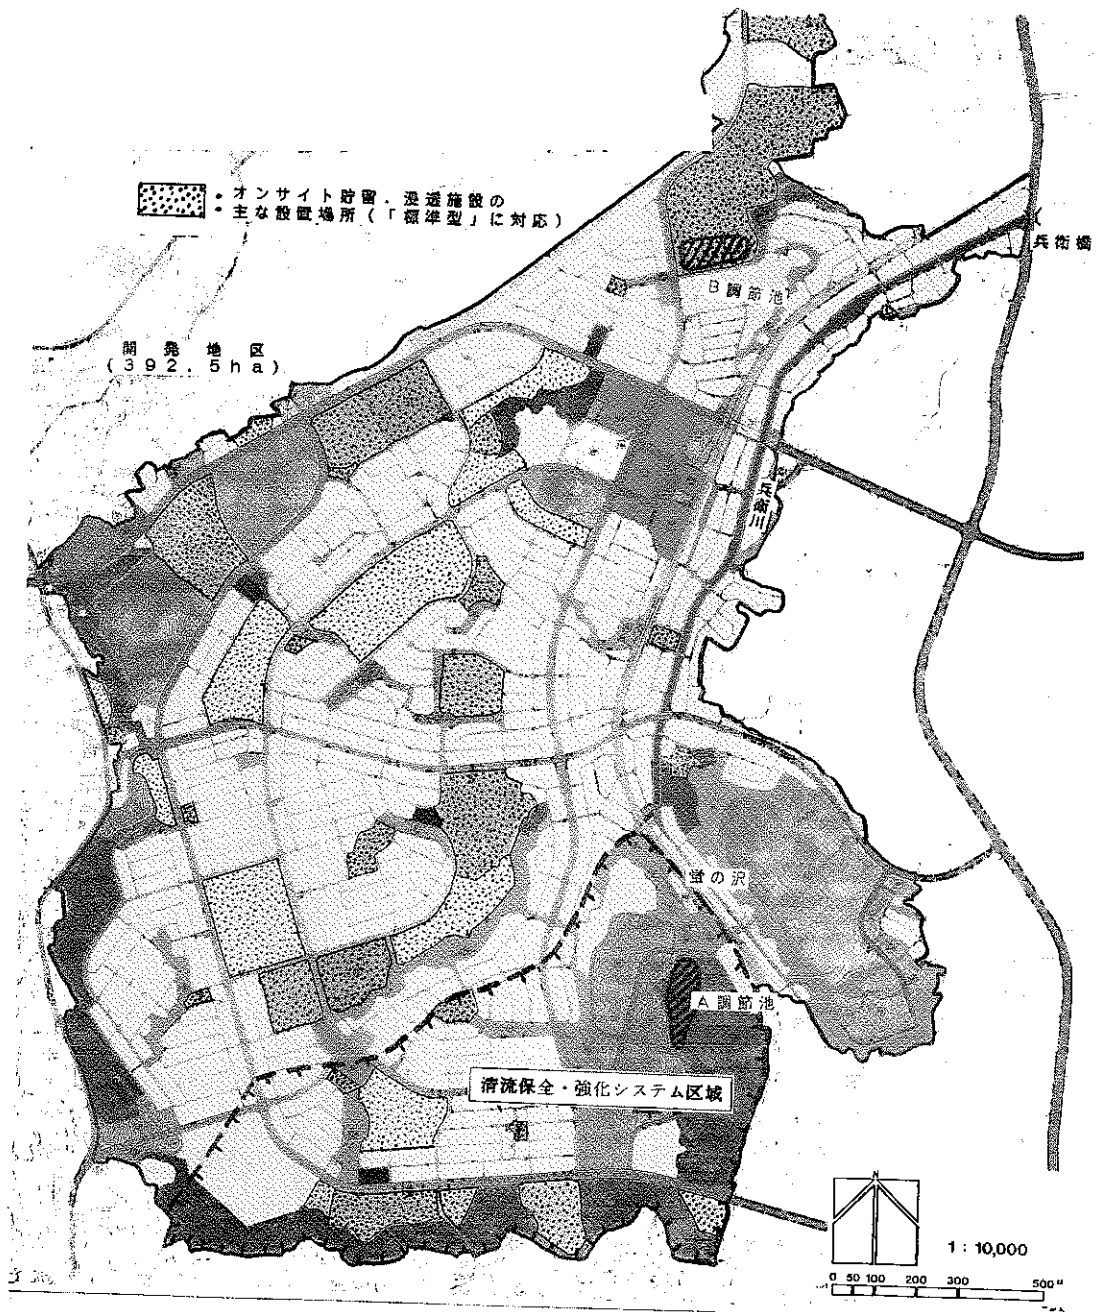 ・オンサイト貯留．浸透施設の
・主な設置場所（「標準型」に対応）
兵衛橋
B調節池
開発地区
(392.5ha)
兵衛川
蛍の沢
A調節池
清流保全・強化システム区域
N
1：10,000
0 50 100 200 300 500m